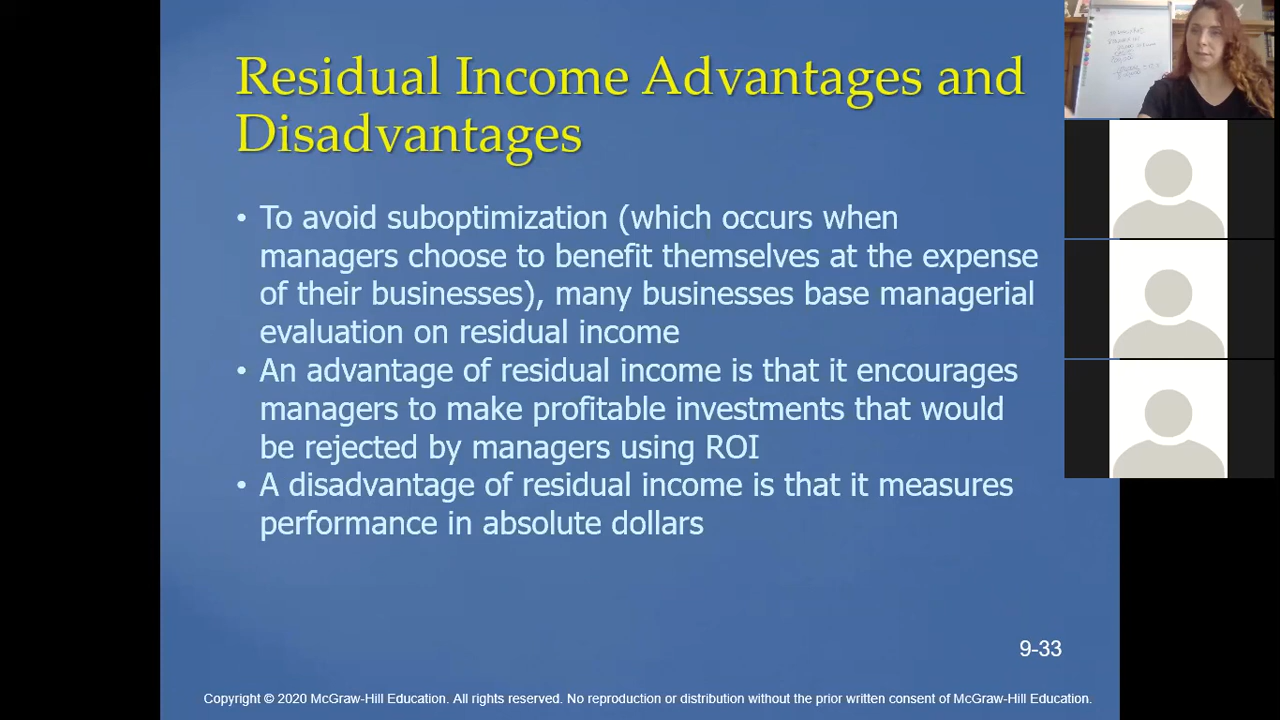 Residual Income Advantages and
Disadvantages
• To avoid suboptimization (which occurs when
managers choose to benefit themselves at the expense
of their businesses), many businesses base managerial
evaluation on residual income
• An advantage of residual income is that it encourages
managers to make profitable investments that would
be rejected by managers using ROI
• A disadvantage of residual income is that it measures
performance in absolute dollars
9-33
Copyright © 2020 McGraw-Hill Education. All rights reserved. No reproduction or distribution without the prior written consent of McGraw-Hill Education.